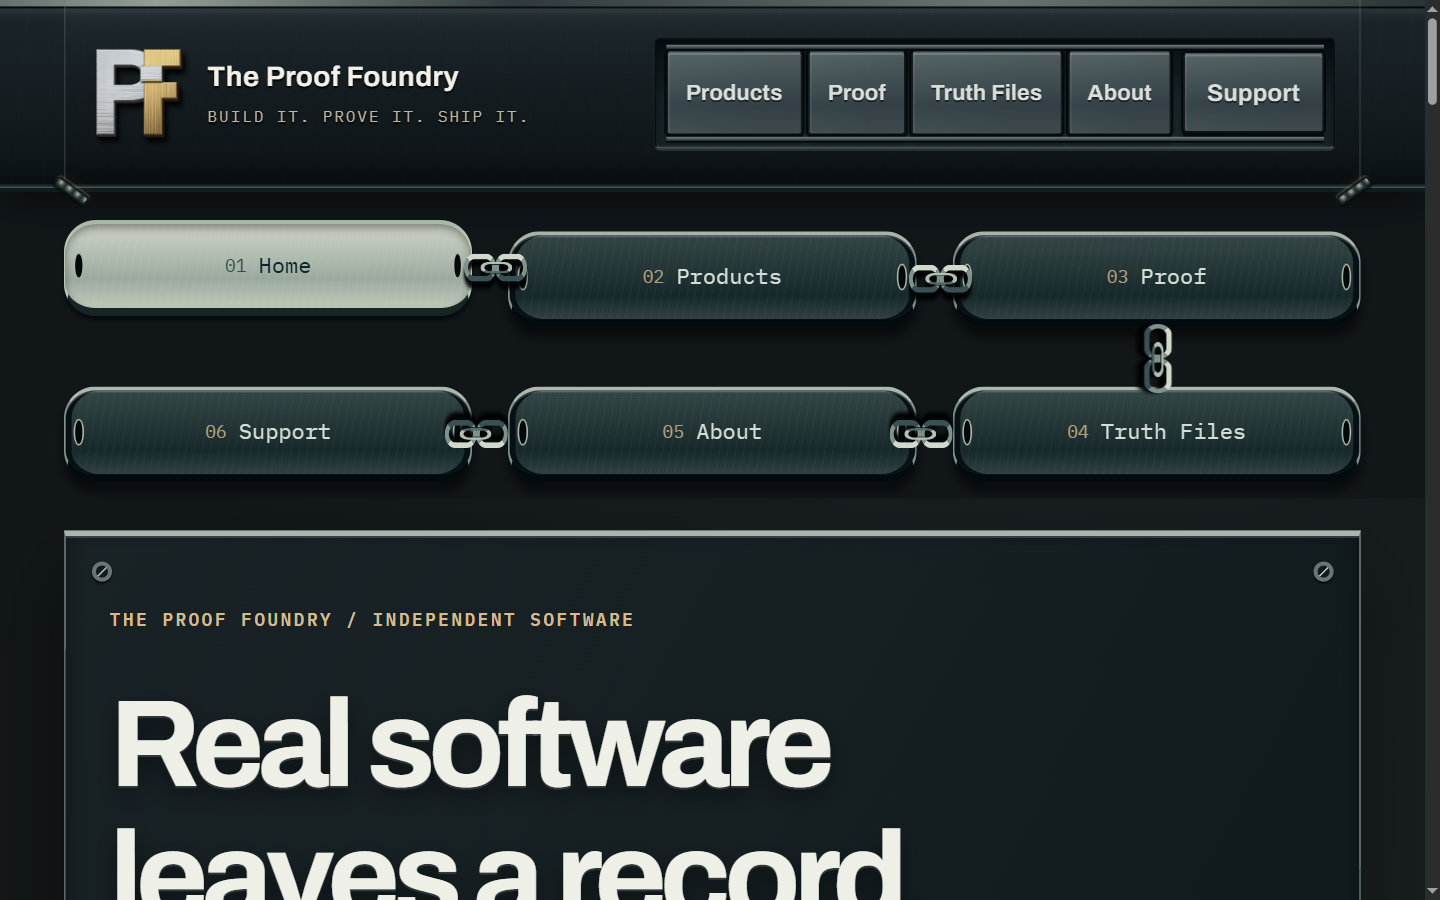 PF
The Proof Foundry
BUILD IT. PROVE IT. SHIP IT.
Products Proof Truth Files About Support
01 Home
02 Products
03 Proof
06 Support
05 About
04 Truth Files
THE PROOF FOUNDRY / INDEPENDENT SOFTWARE
Real software
leaves a record